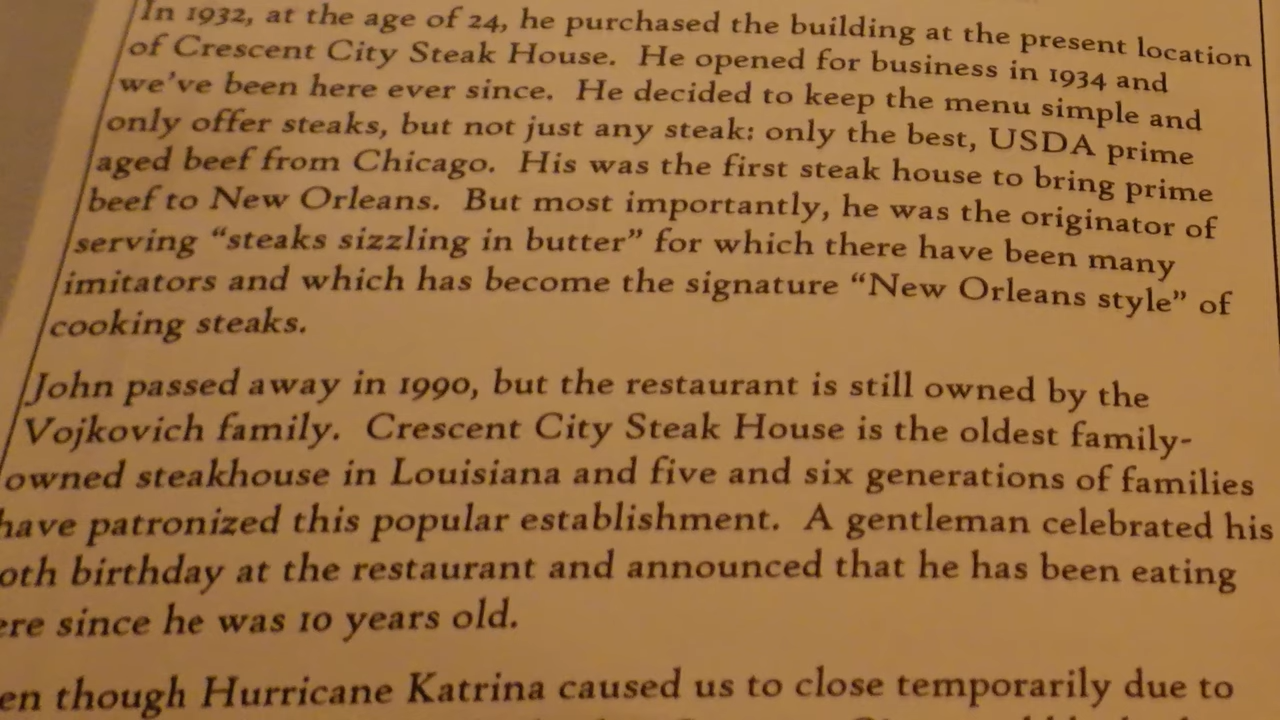 In 1932, at the age of 24, he purchased the building at the present location
of Crescent City Steak House. He opened for business in 1934 and
we've been here ever since. He decided to keep the menu simple and
only offer steaks, but not just any steak: only the best, USDA prime
aged beef from Chicago. His was the first steak house to bring prime
beef to New Orleans. But most importantly, he was the originator of
serving “steaks sizzling in butter” for which there have been many
imitators and which has become the signature “New Orleans style” of
cooking steaks.
John passed away in 1990, but the restaurant is still owned by the
Vojkovich family. Crescent City Steak House is the oldest family-
owned steakhouse in Louisiana and five and six generations of families
have patronized this popular establishment. A gentleman celebrated his
birthday at the restaurant and announced that he has been eating
since he was 10 years old.
though Hurricane Katrina caused us to close temporarily due to